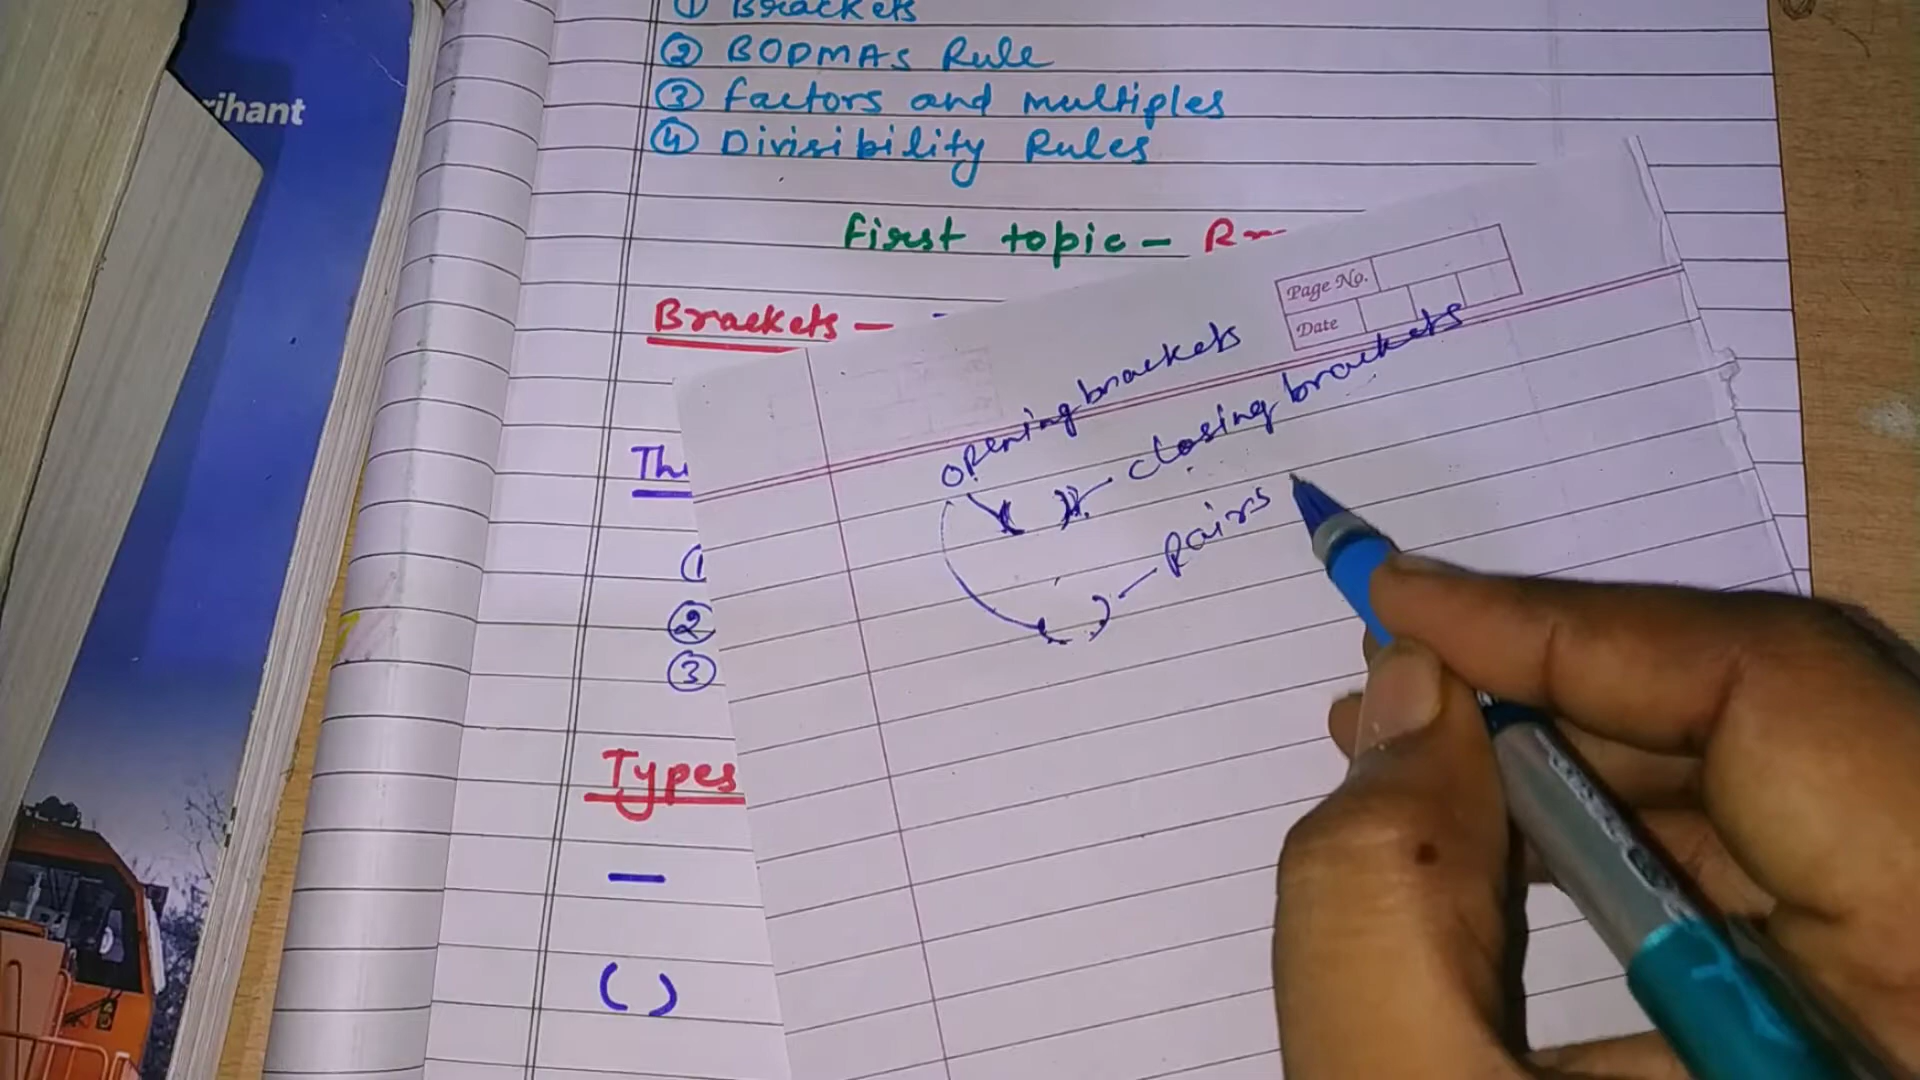 ① Brackets
② BODMAS Rule
③ factors and multiples
④ Divisibility Rules
rihant
first topic -
Brackets -
Page No.
Date
opening brackets
( ) - closing brackets
( ) - pairs
①
②
③
Types
—
( )